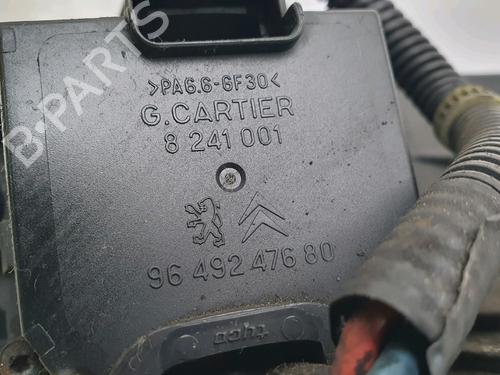 >PA6.6-GF30<
G.CARTIER
8 241 001
96 492 476 80
B-PARTS